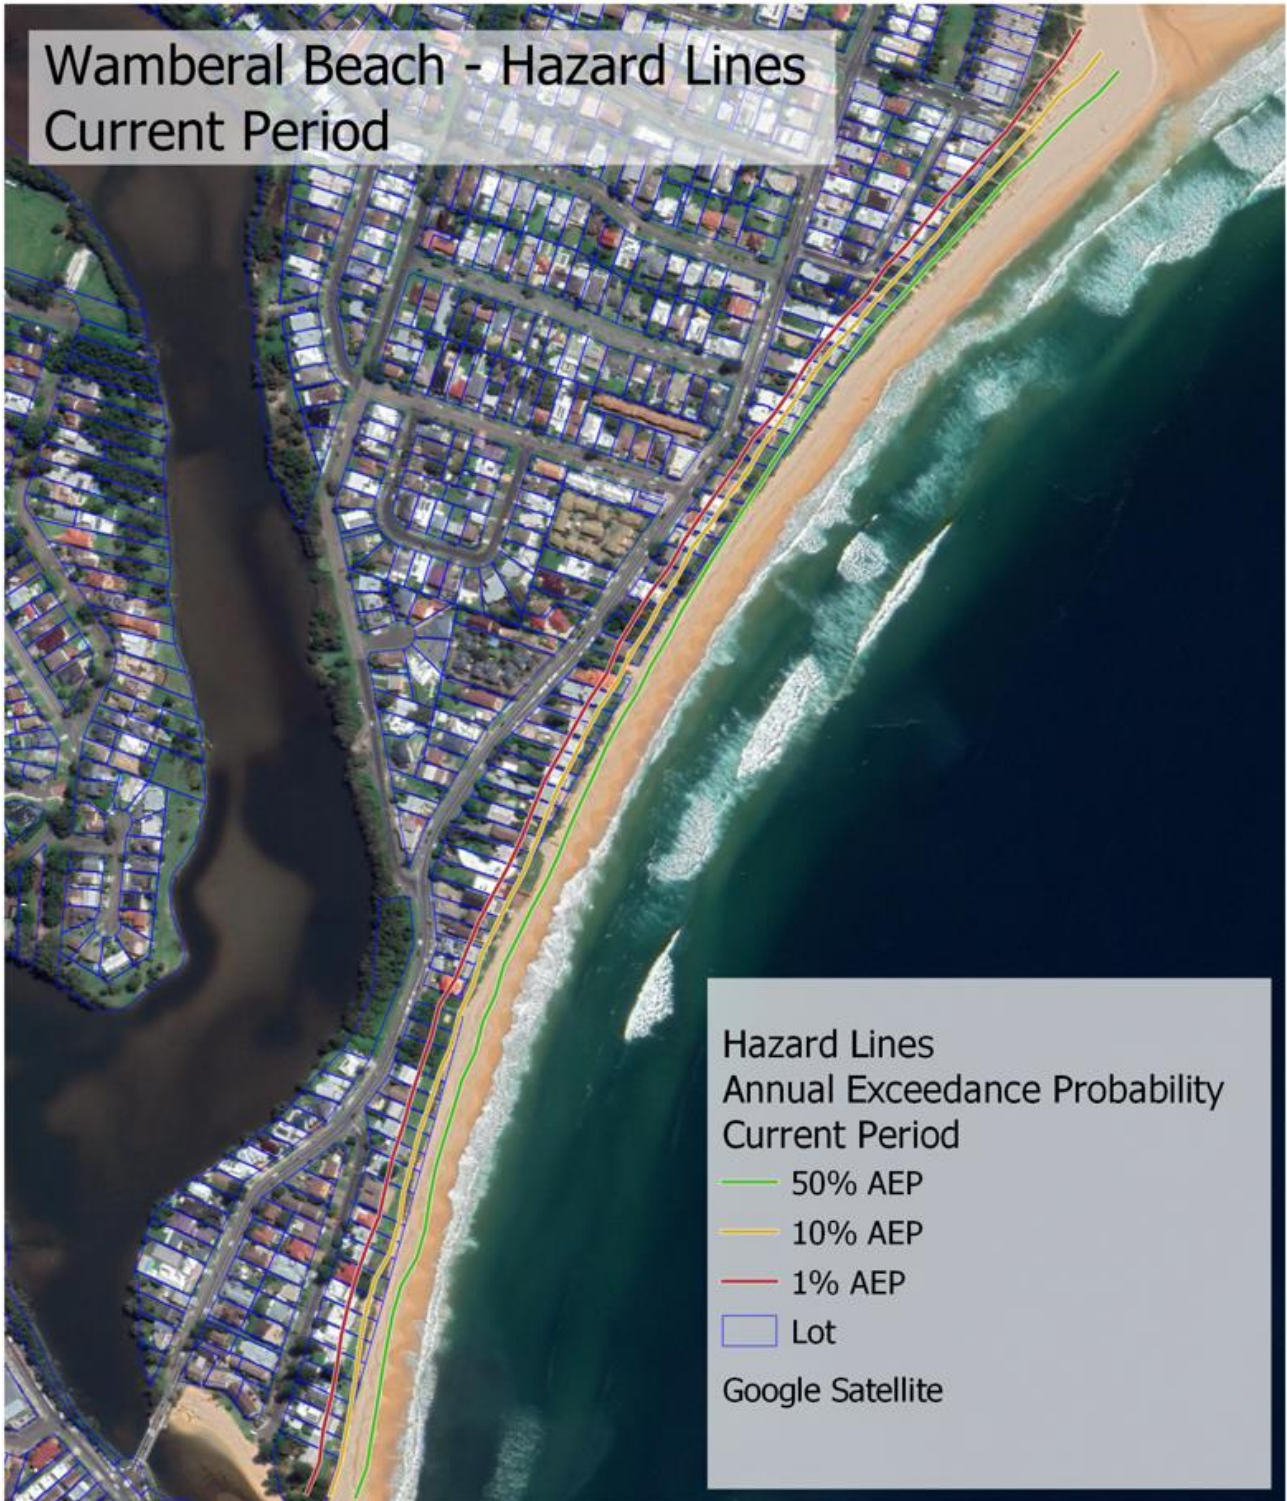 Wamberal Beach - Hazard Lines
Current Period
Hazard Lines
Annual Exceedance Probability
Current Period
50% AEP
10% AEP
1% AEP
Lot
Google Satellite